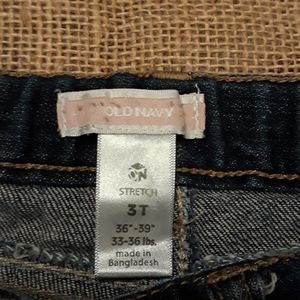 OLD NAVY
ON
STRETCH
3T
36"-39"
33-36 lbs.
made in
Bangladesh